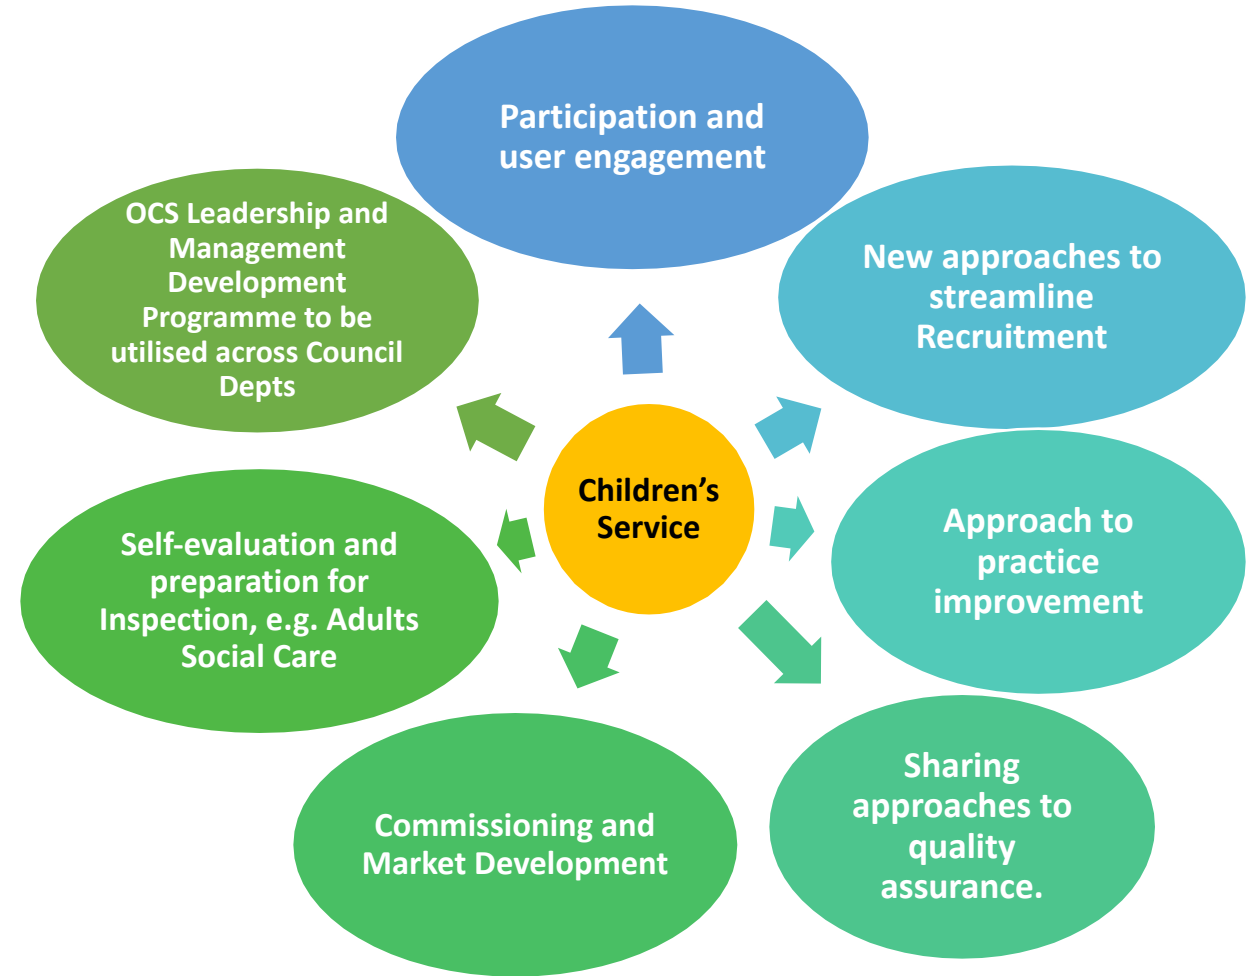 Participation and
user engagement
New approaches to
streamline
Recruitment
Approach to
practice
improvement
Sharing
approaches to
quality
assurance.
Commissioning and
Market Development
Self-evaluation and
preparation for
Inspection, e.g. Adults
Social Care
OCS Leadership and
Management
Development
Programme to be
utilised across Council
Depts
Children’s
Service